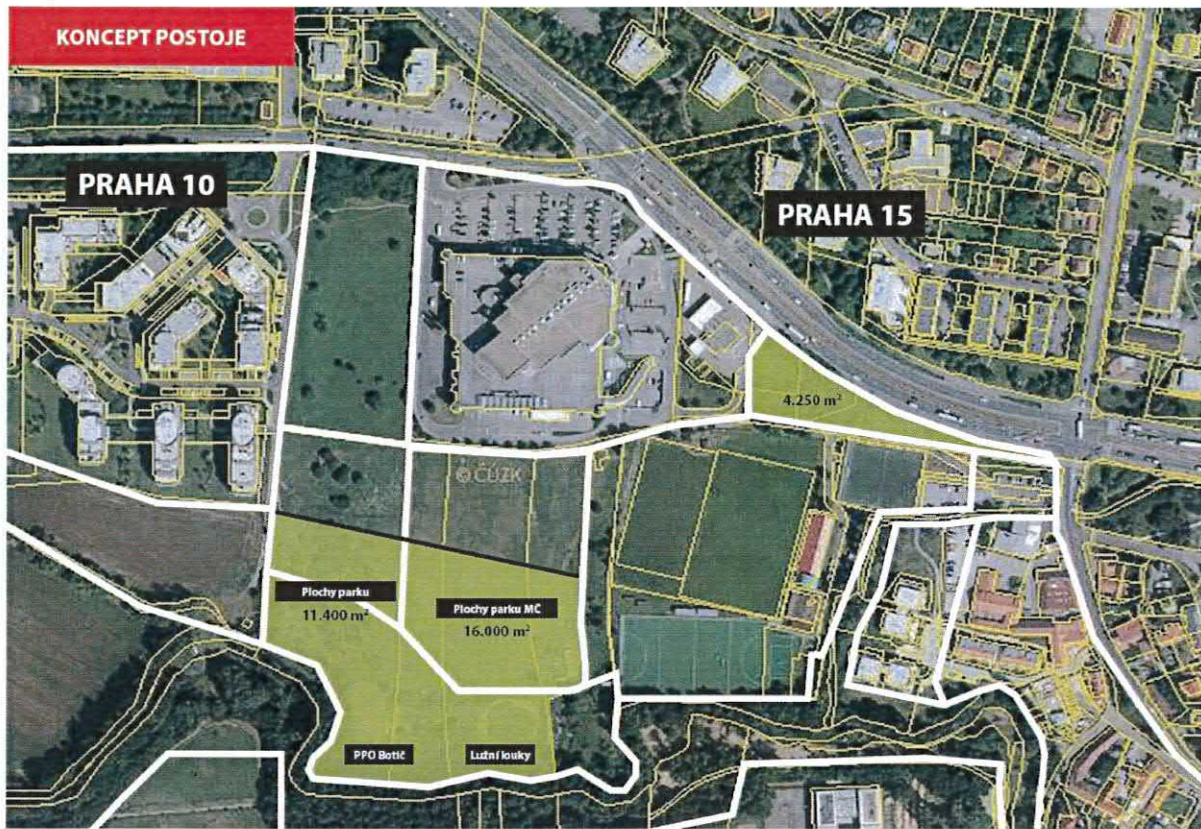 KONCEPT POSTOJE
PRAHA 10
PRAHA 15
4.250 m²
© ČÚZK
Plochy parku
11.400 m²
Plochy parku MČ
16.000 m²
PPO Botič
Lužní louky